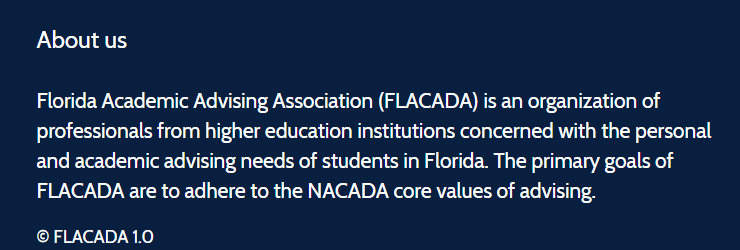 About us
Florida Academic Advising Association (FLACADA) is an organization of
professionals from higher education institutions concerned with the personal
and academic advising needs of students in Florida. The primary goals of
FLACADA are to adhere to the NACADA core values of advising.
© FLACADA 1.0